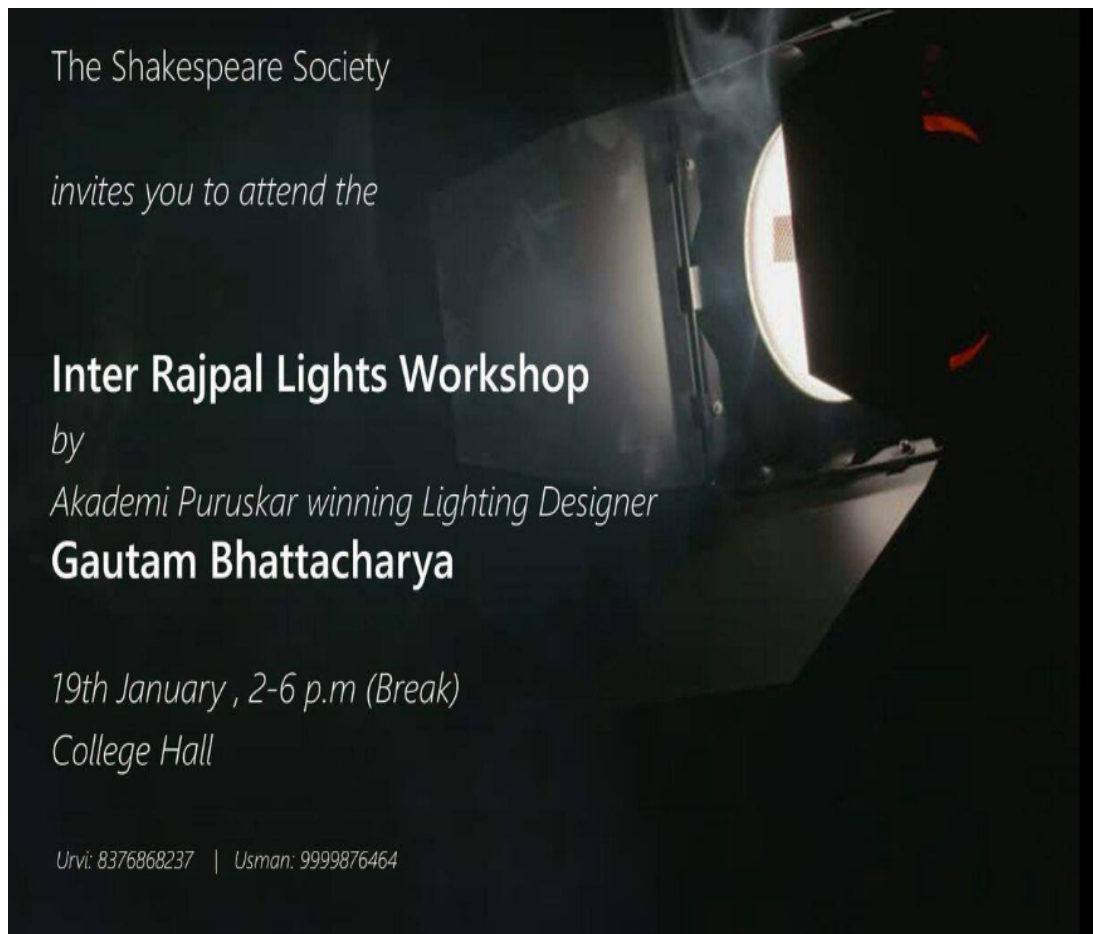 The Shakespeare Society
invites you to attend the
Inter Rajpal Lights Workshop
by
Akademi Puruskar winning Lighting Designer
Gautam Bhattacharya
19th January , 2-6 p.m (Break)
College Hall
Urvi: 8376868237 | Usman: 9999876464